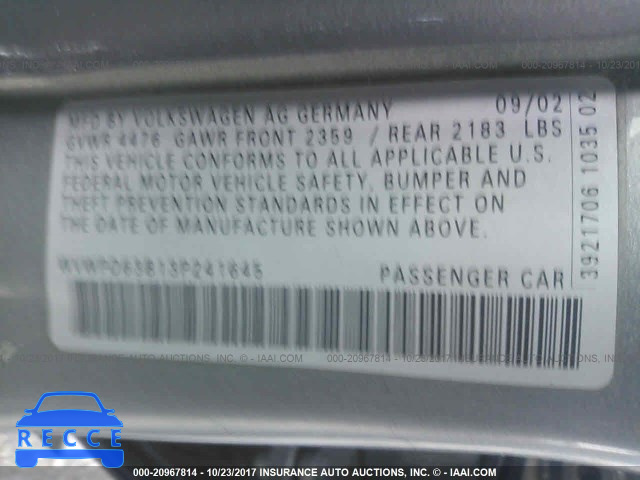 MFD BY VOLKSWAGEN AG GERMANY 09/02
GVWR 4476 GAWR FRONT 2359 / REAR 2183 LBS
THIS VEHICLE CONFORMS TO ALL APPLICABLE U.S.
FEDERAL MOTOR VEHICLE SAFETY, BUMPER AND
THEFT PREVENTION STANDARDS IN EFFECT ON
THE DATE OF MANUFACTURE SHOWN ABOVE.
WVWPD63B13P241645 PASSENGER CAR
3921706 1035 02
RECCE
000-20967814 - 10/23/2017 INSURANCE AUTO AUCTIONS, INC. - © IAAI.COM